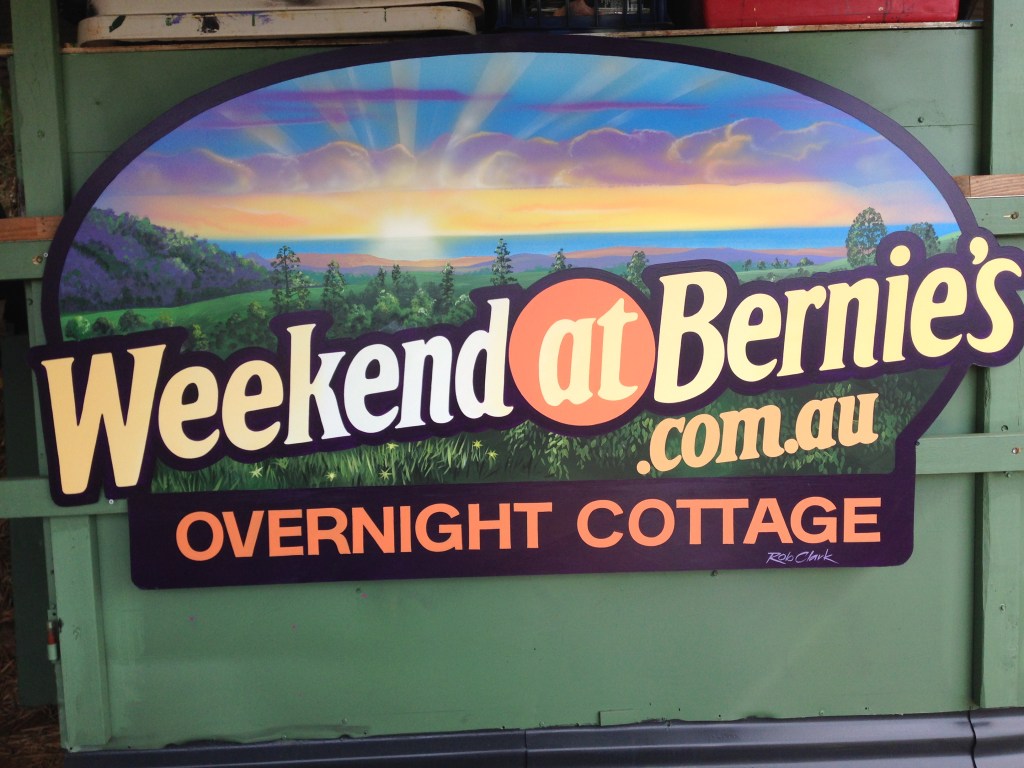 Weekend at Bernie's
.com.au
OVERNIGHT COTTAGE
Rob Clark